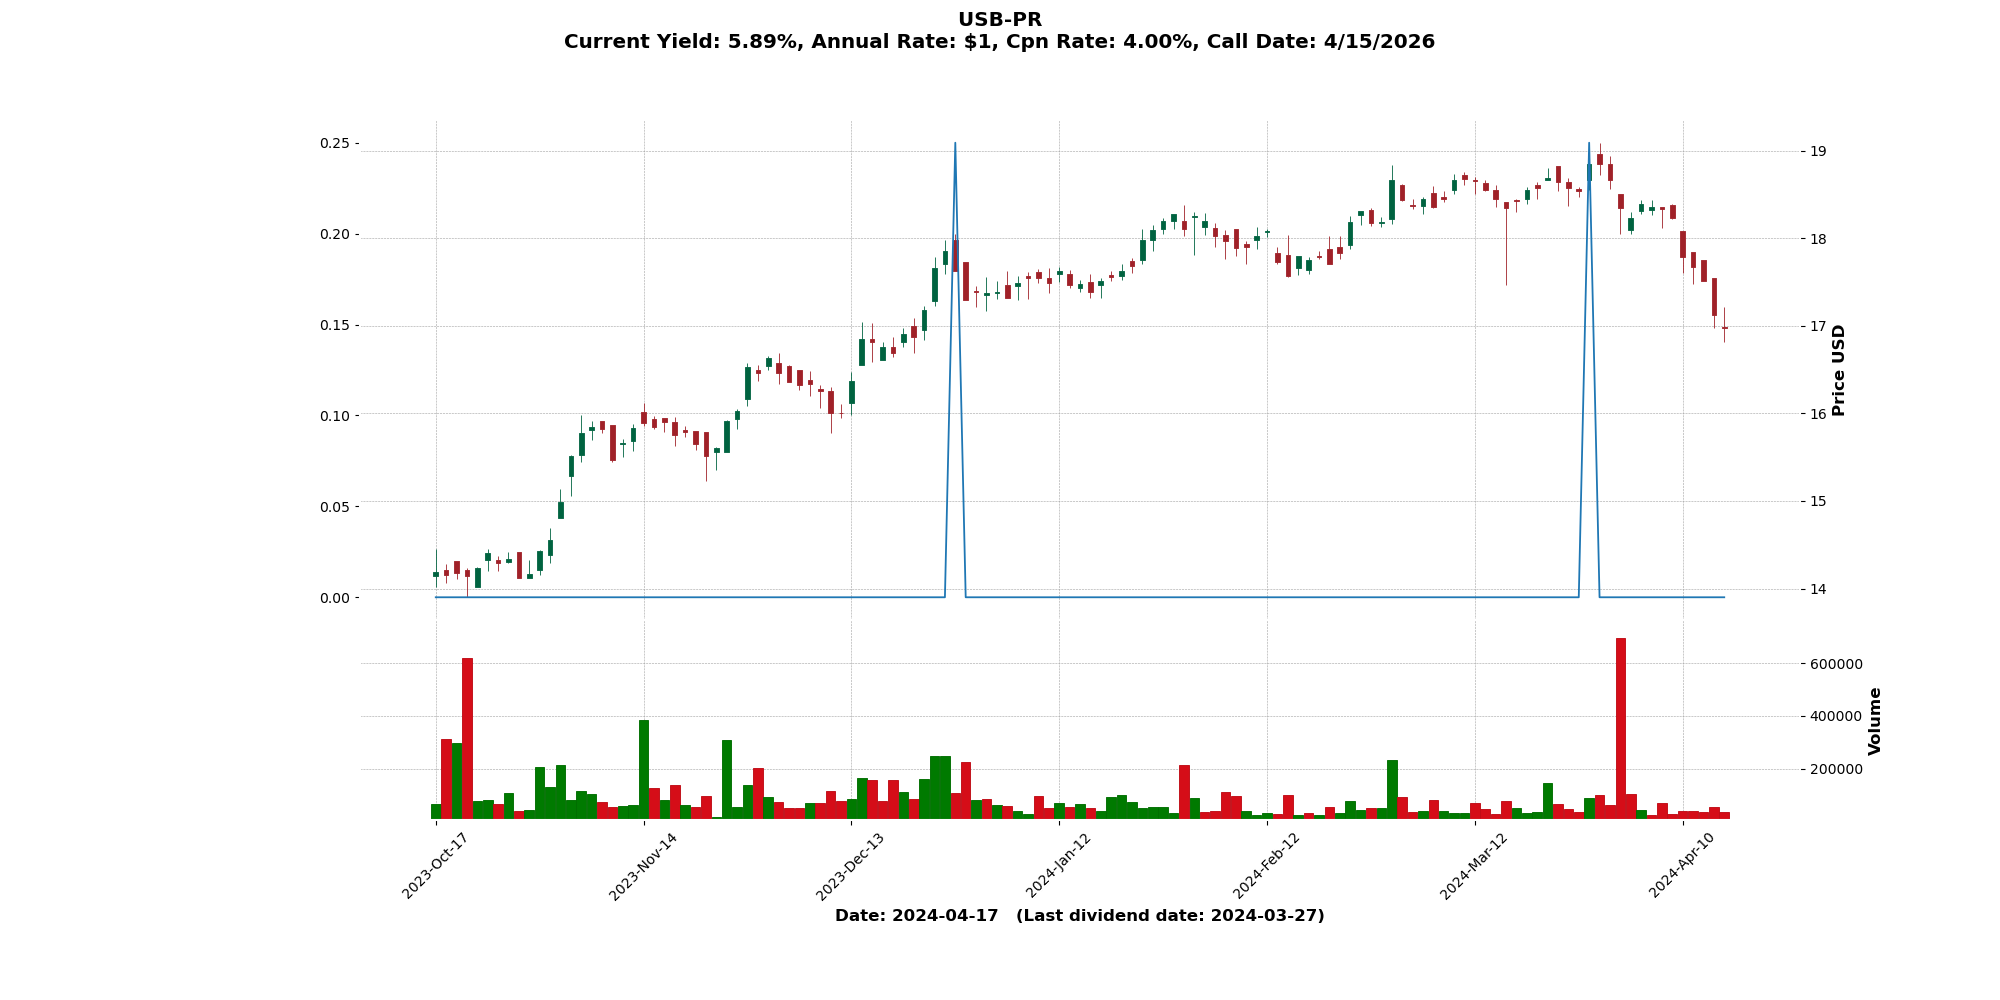 USB-PR
Current Yield: 5.89%, Annual Rate: $1, Cpn Rate: 4.00%, Call Date: 4/15/2026
0.25
0.20
0.15
0.10
0.05
0.00
19
18
17
16
15
14
Price USD
600000
400000
200000
Volume
2023-Oct-17
2023-Nov-14
2023-Dec-13
2024-Jan-12
2024-Feb-12
2024-Mar-12
2024-Apr-10
Date: 2024-04-17 (Last dividend date: 2024-03-27)